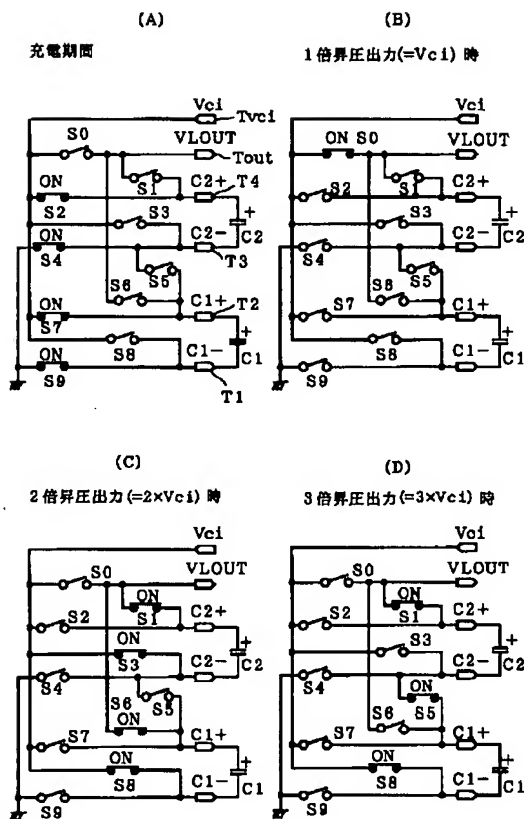 (A)
充電期間
Vci
Tvci
S0
VLOUT
Tout
S1
C2+
T4
ON
S2
S3
+
C2
C2-
T3
ON
S4
S5
S6
C1+
T2
ON
S7
+
C1
S8
C1-
T1
ON
S9
(B)
1倍昇圧出力(=Vci)時
Vci
ON
S0
VLOUT
S1
C2+
S2
S3
+
C2
C2-
S4
S5
S6
C1+
S7
+
C1
S8
C1-
S9
(C)
2倍昇圧出力(=2×Vci)時
Vci
S0
VLOUT
ON
S1
C2+
S2
ON
S3
+
C2
C2-
S4
S5
S6
ON
C1+
S7
+
C1
ON
S8
C1-
S9
(D)
3倍昇圧出力(=3×Vci)時
Vci
S0
VLOUT
ON
S1
C2+
S2
S3
+
C2
C2-
S4
ON
S5
S6
C1+
S7
+
C1
ON
S8
C1-
S9